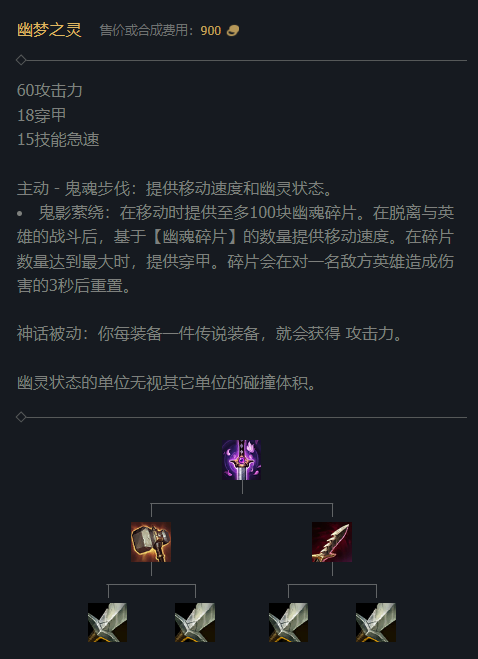 幽梦之灵 售价或合成费用：900
60攻击力
18穿甲
15技能急速
主动 - 鬼魂步伐：提供移动速度和幽灵状态。
• 鬼影萦绕：在移动时提供至多100块幽魂碎片。在脱离与英
雄的战斗后，基于【幽魂碎片】的数量提供移动速度。在碎片
数量达到最大时，提供穿甲。碎片会在对一名敌方英雄造成伤
害的3秒后重置。
神话被动：你每装备一件传说装备，就会获得 攻击力。
幽灵状态的单位无视其它单位的碰撞体积。